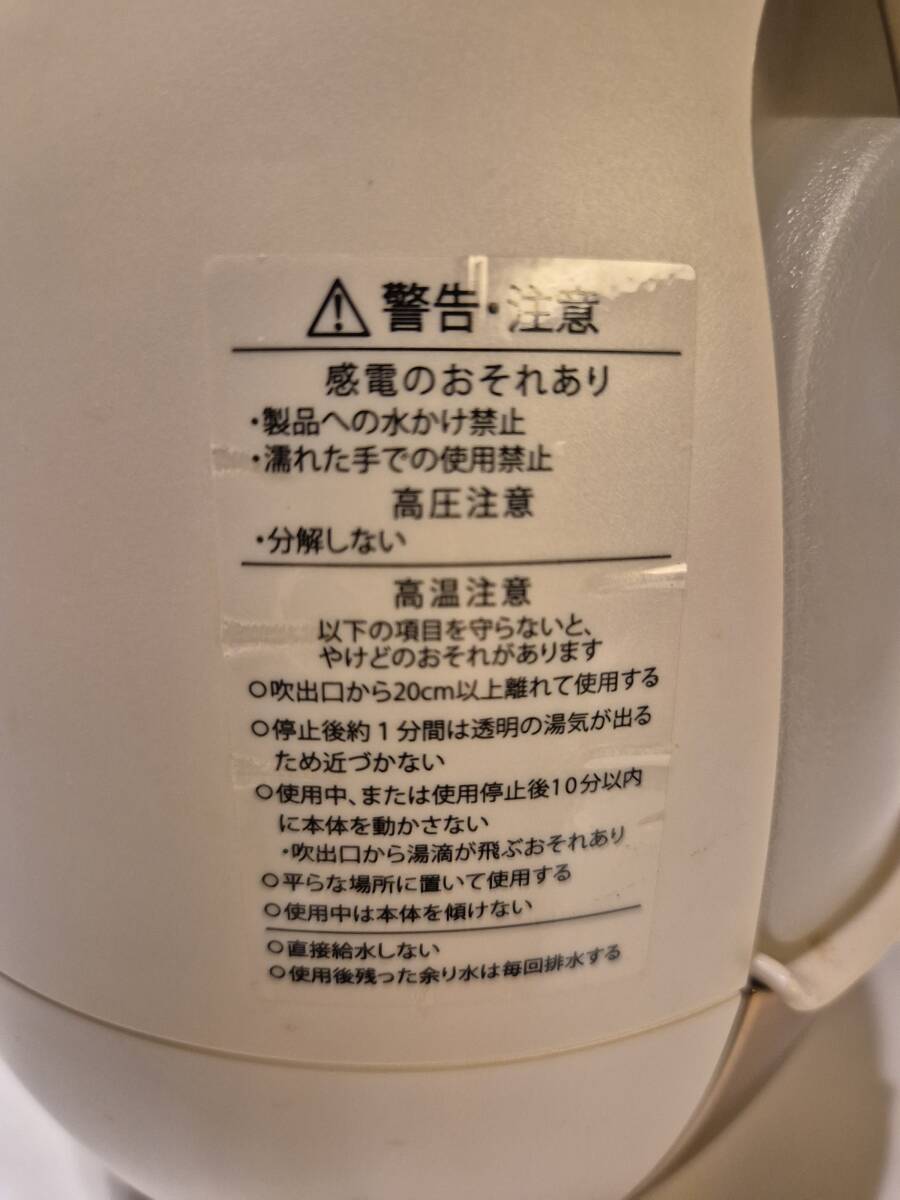 ⚠警告・注意
感電のおそれあり
・製品への水かけ禁止
・濡れた手での使用禁止
高圧注意
・分解しない
高温注意
以下の項目を守らないと、
やけどのおそれがあります
○吹出口から20cm以上離れて使用する
○停止後約1分間は透明の湯気が出る
ため近づかない
○使用中、または使用停止後10分以内
に本体を動かさない
・吹出口から湯滴が飛ぶおそれあり
○平らな場所に置いて使用する
○使用中は本体を傾けない
○直接給水しない
○使用後残った余り水は毎回排水する